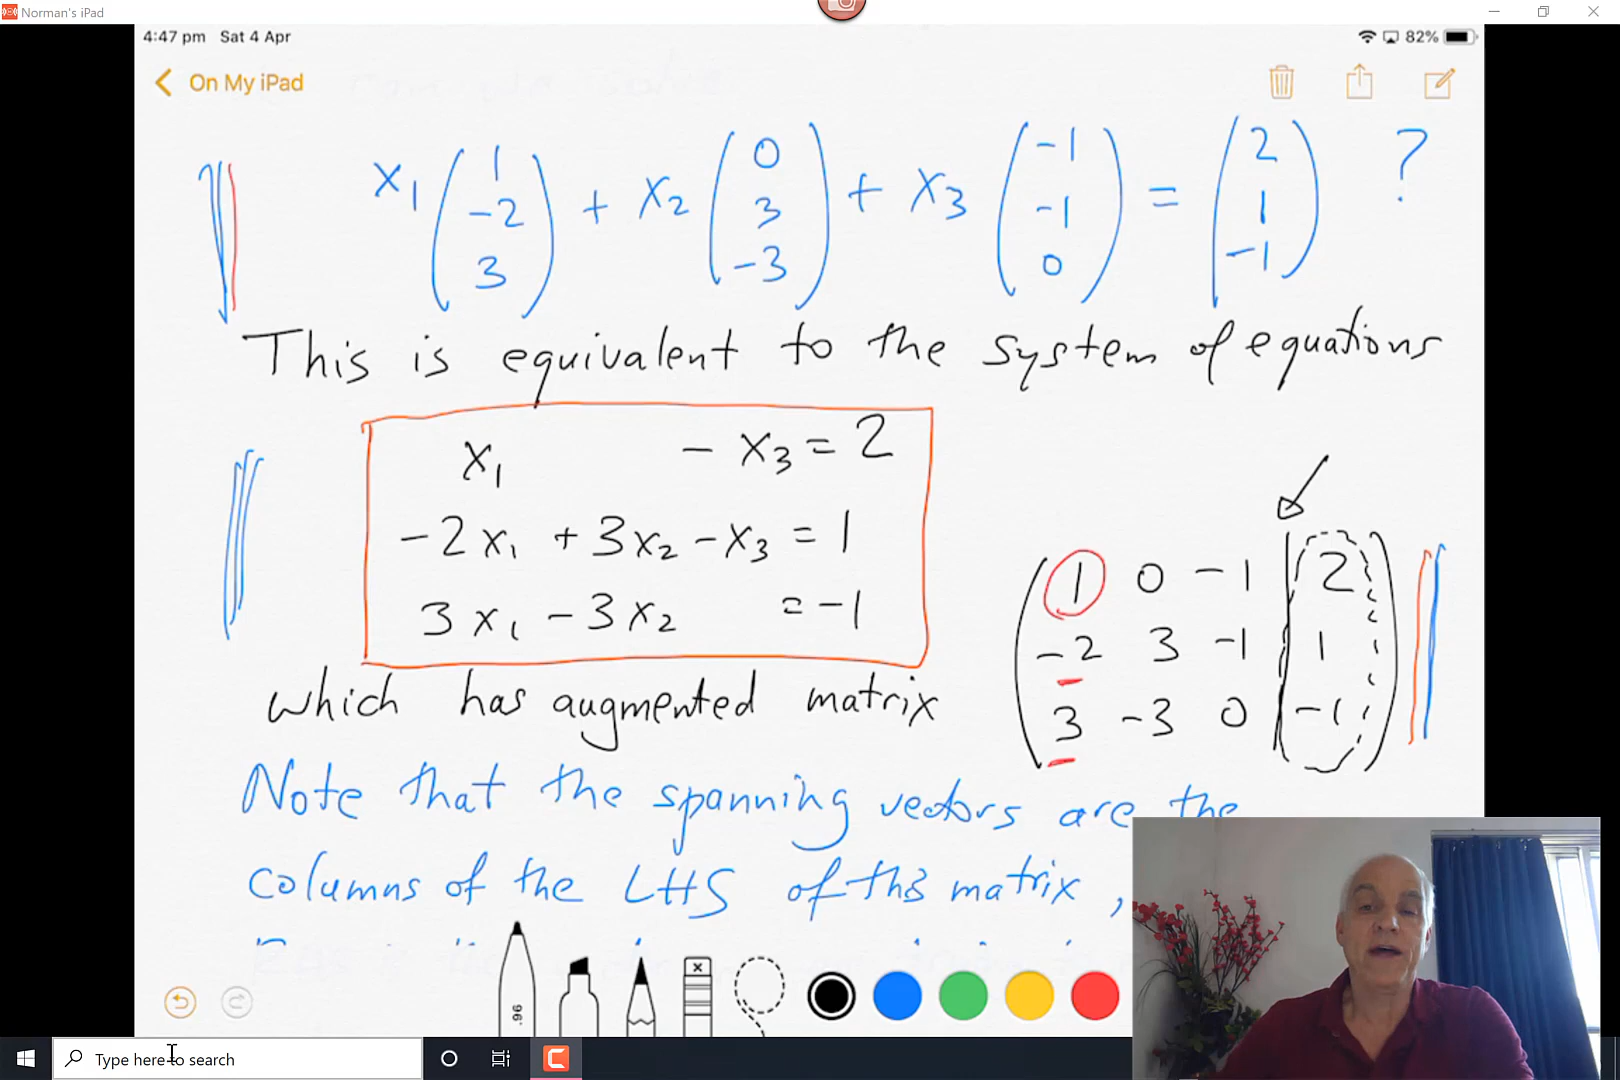 Norman's iPad
4:47 pm Sat 4 Apr
82%
On My iPad
x₁ (1 -2 3) + x₂ (0 3 -3) + x₃ (-1 -1 0) = (2 1 -1) ?
This is equivalent to the system of equations
x₁ - x₃ = 2
-2x₁ + 3x₂ - x₃ = 1
3x₁ - 3x₂ = -1
1 0 -1 | 2
-2 3 -1 | 1
3 -3 0 | -1
which has augmented matrix
Note that the spanning vectors are the
columns of the LHS of th3 matrix,
.96
Type here to search